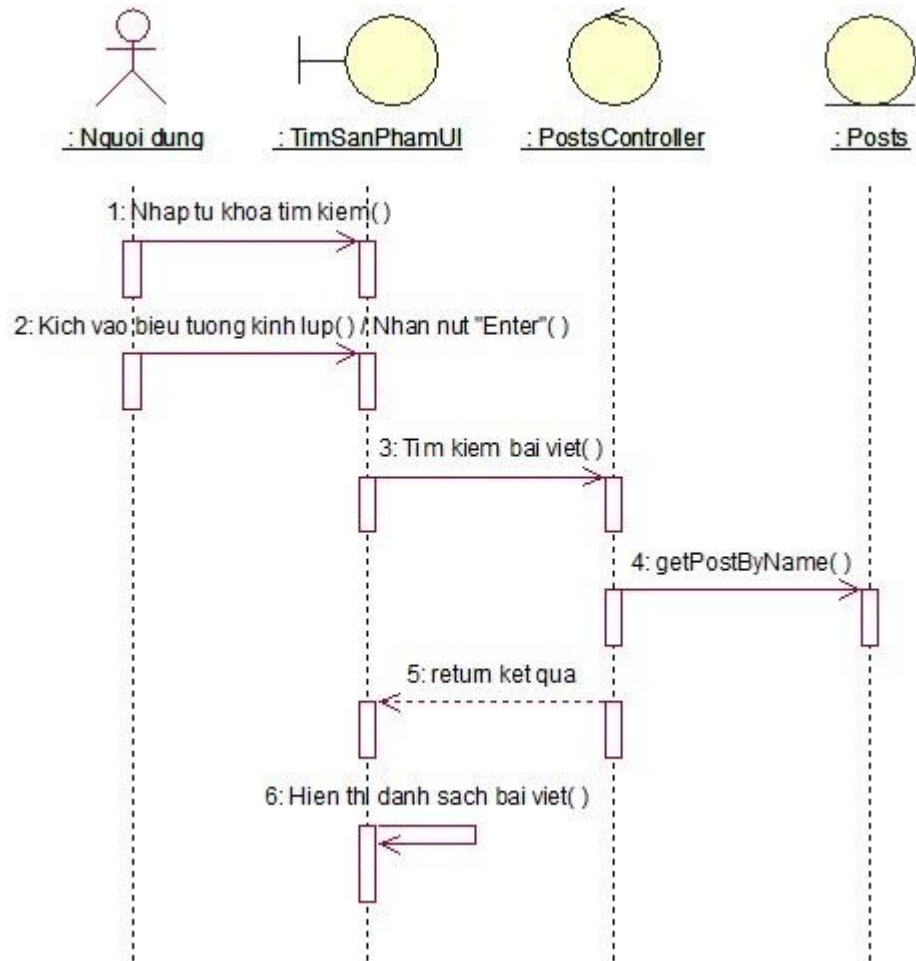 : Nguoi dung
: TimSanPhamUI
: PostsController
: Posts
1: Nhap tu khoa tim kiem( )
2: Kich vao bieu tuong kinh lup( ) / Nhan nut "Enter"( )
3: Tim kiem bai viet( )
4: getPostByName( )
5: return ket qua
6: Hien thi danh sach bai viet( )